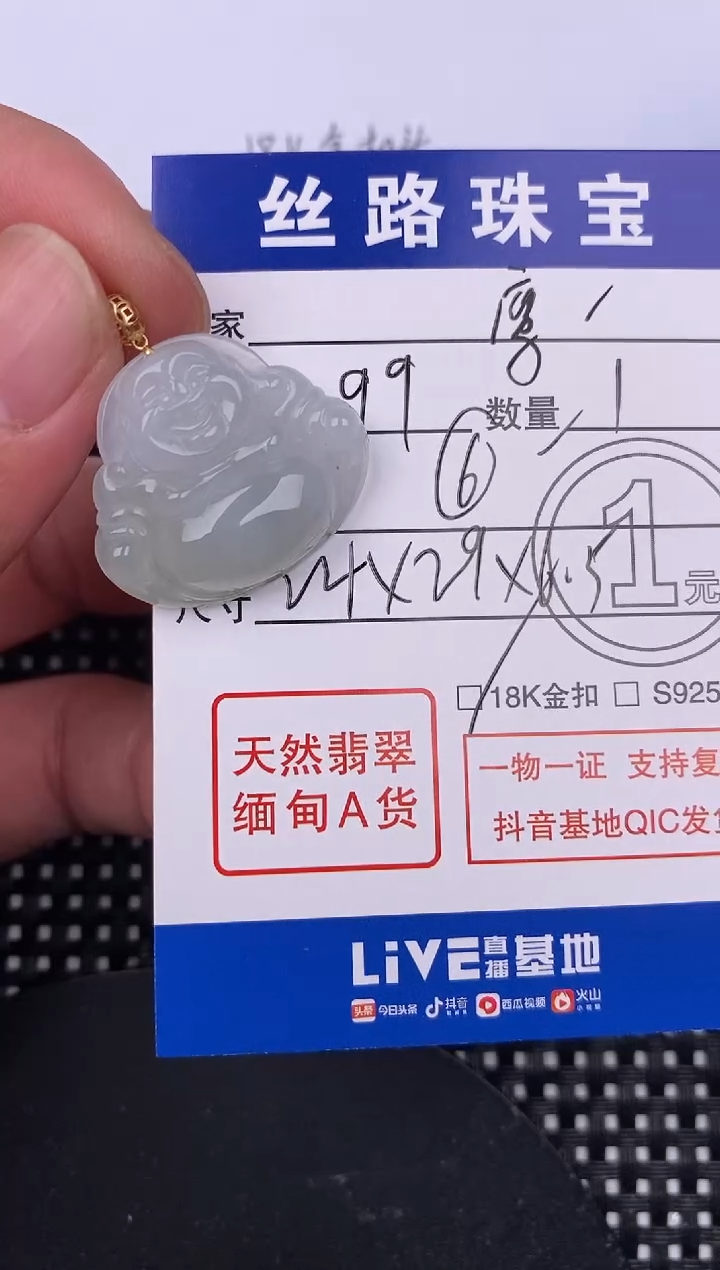 丝路珠宝
家
99 数量 1
⑥
尺寸 24X29X6.5
1元
18K金扣 S925
天然翡翠
缅甸A货
一物一证 支持复
抖音基地QIC发货
LiVE直播基地
头条 今日头条 抖音 西瓜视频 火山